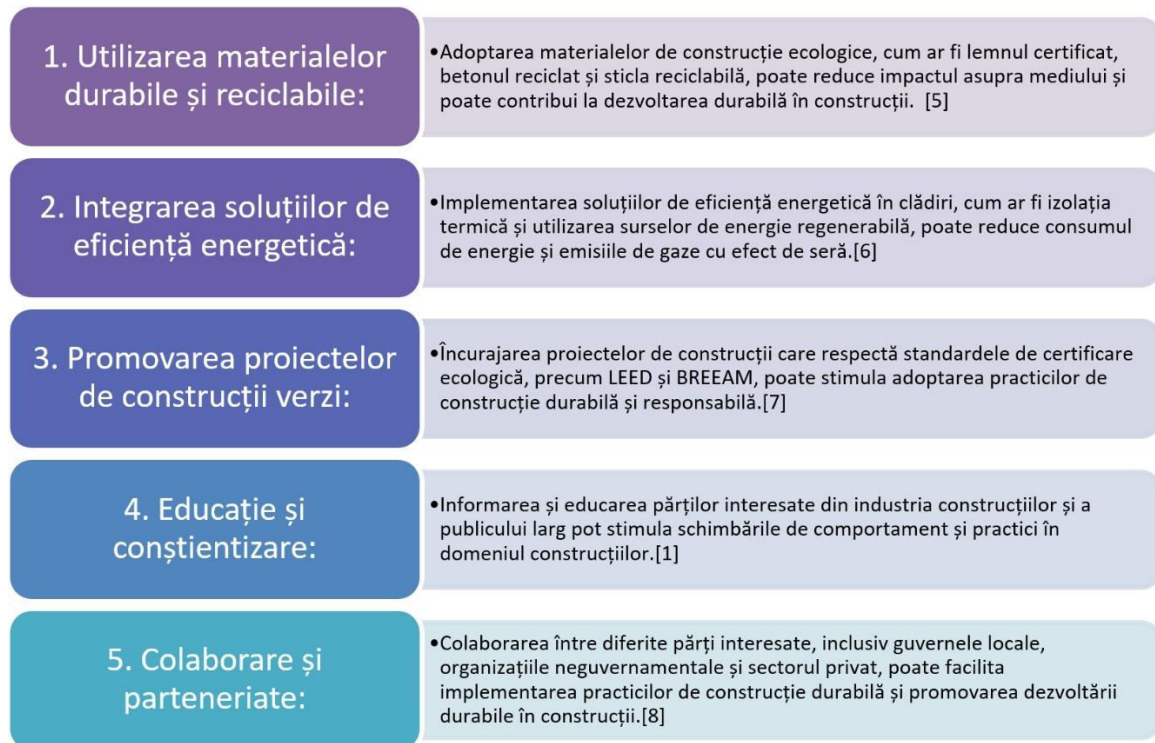 1. Utilizarea materialelor
durabile și reciclabile:
•Adoptarea materialelor de construcție ecologice, cum ar fi lemnul certificat,
betonul reciclat și sticla reciclabilă, poate reduce impactul asupra mediului și
poate contribui la dezvoltarea durabilă în construcții. [5]
2. Integrarea soluțiilor de
eficiență energetică:
•Implementarea soluțiilor de eficiență energetică în clădiri, cum ar fi izolația
termică și utilizarea surselor de energie regenerabilă, poate reduce consumul
de energie și emisiile de gaze cu efect de seră.[6]
3. Promovarea proiectelor
de construcții verzi:
•Încurajarea proiectelor de construcții care respectă standardele de certificare
ecologică, precum LEED și BREEAM, poate stimula adoptarea practicilor de
construcție durabilă și responsabilă.[7]
4. Educație și
conștientizare:
•Informarea și educarea părților interesate din industria construcțiilor și a
publicului larg pot stimula schimbările de comportament și practici în
domeniul construcțiilor.[1]
5. Colaborare și
parteneriate:
•Colaborarea între diferite părți interesate, inclusiv guvernele locale,
organizațiile neguvernamentale și sectorul privat, poate facilita
implementarea practicilor de construcție durabilă și promovarea dezvoltării
durabile în construcții.[8]